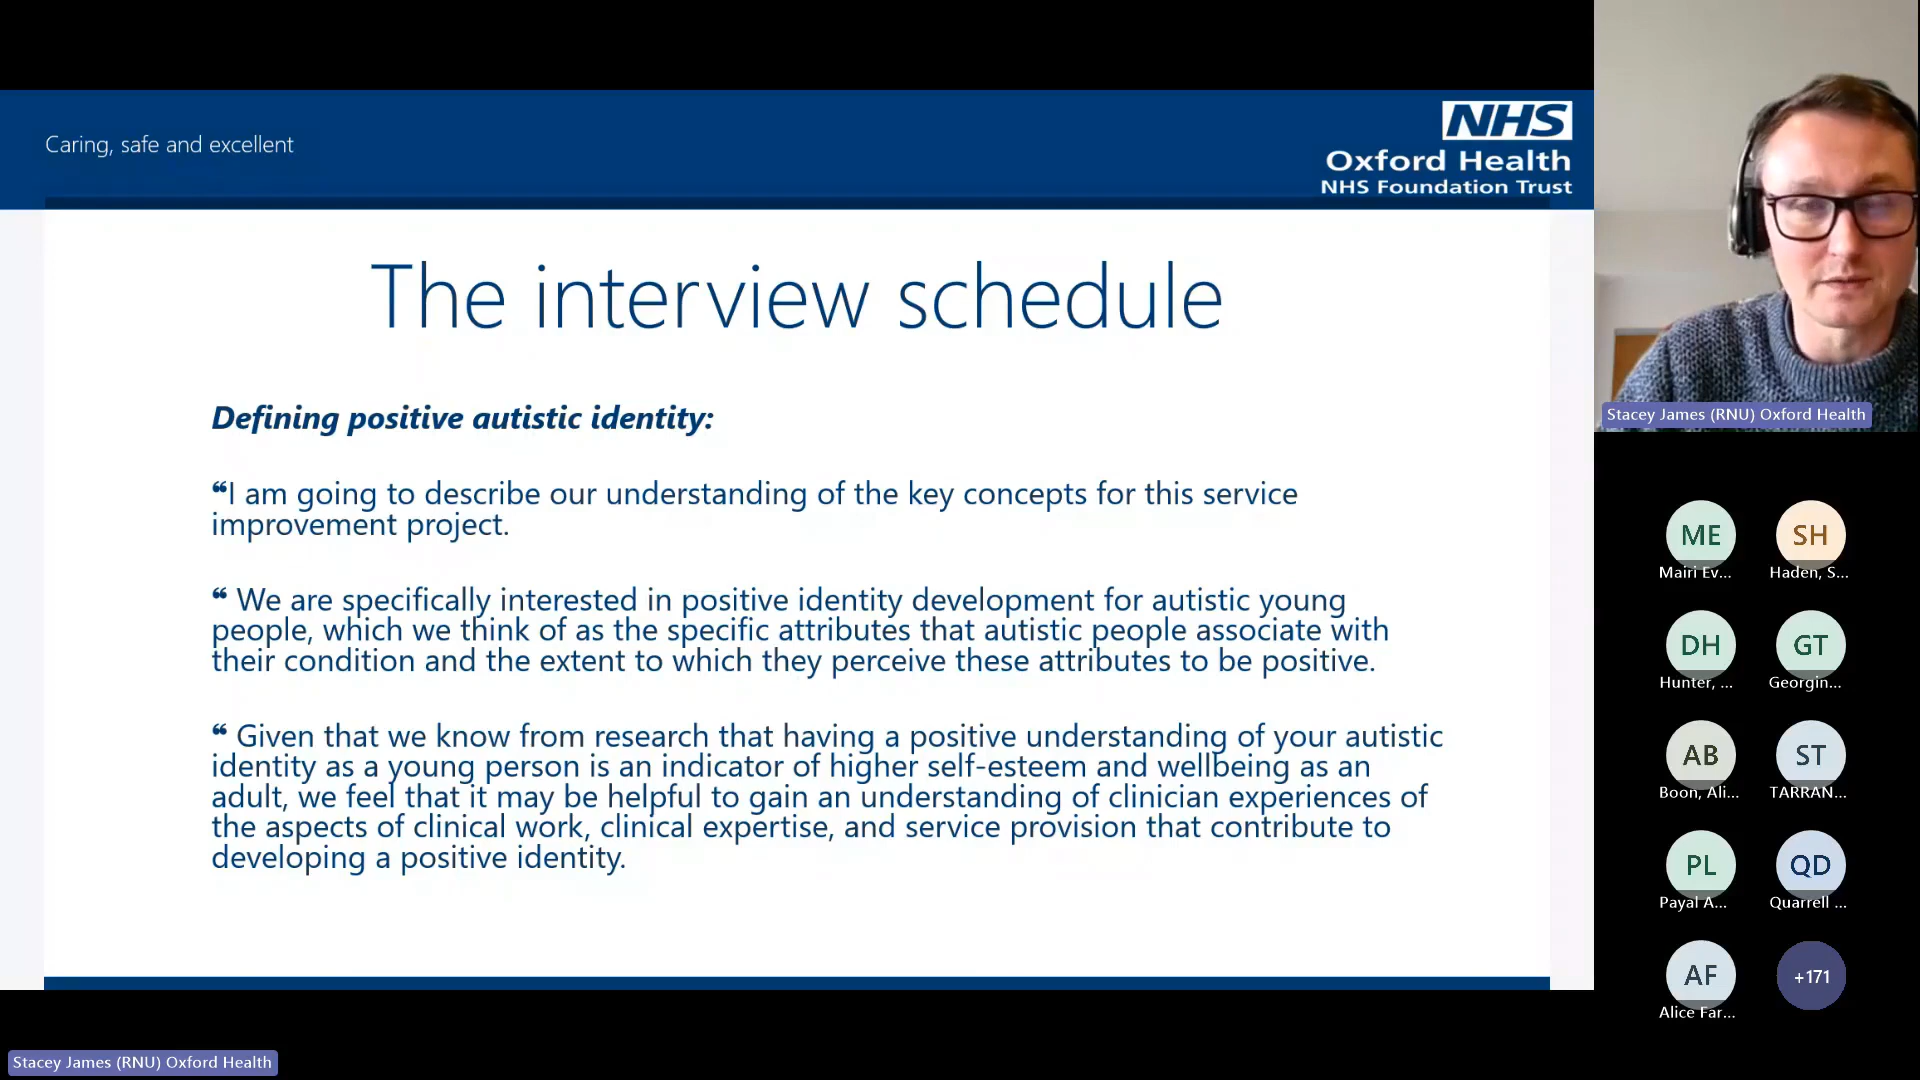 Caring, safe and excellent
NHS
Oxford Health
NHS Foundation Trust
The interview schedule
Defining positive autistic identity:
❝I am going to describe our understanding of the key concepts for this service
improvement project.
❝ We are specifically interested in positive identity development for autistic young
people, which we think of as the specific attributes that autistic people associate with
their condition and the extent to which they perceive these attributes to be positive.
❝ Given that we know from research that having a positive understanding of your autistic
identity as a young person is an indicator of higher self-esteem and wellbeing as an
adult, we feel that it may be helpful to gain an understanding of clinician experiences of
the aspects of clinical work, clinical expertise, and service provision that contribute to
developing a positive identity.
Stacey James (RNU) Oxford Health
ME
SH
Mairi Ev...
Haden, S...
DH
GT
Hunter, ...
Georgin...
AB
ST
Boon, Ali...
TARRAN...
PL
QD
Payal A...
Quarrell ...
AF
+171
Alice Far...
Stacey James (RNU) Oxford Health